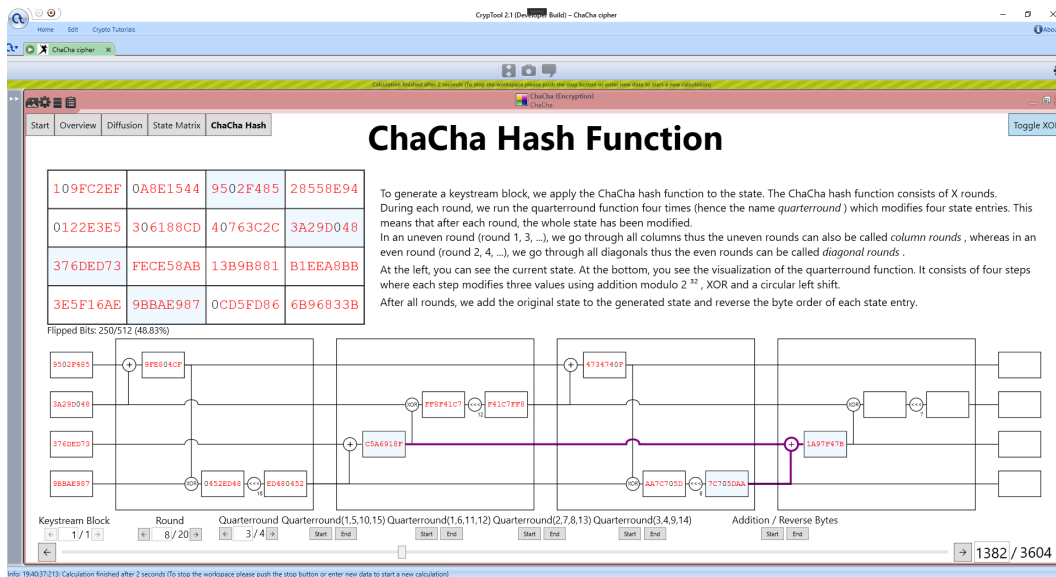 CrypTool 2.1 (Developer Build) – ChaCha cipher
Home Edit Crypto Tutorials
ChaCha cipher ×
Calculation finished after 2 seconds (To stop the workspace please push the stop button or enter new data to start a new calculation)
ChaCha (Encryption)
ChaCha
Start Overview Diffusion State Matrix ChaCha Hash
Toggle XOR
ChaCha Hash Function
109FC2EF 0A8E1544 9502F485 28558E94
0122E3E5 306188CD 40763C2C 3A29D048
376DED73 FECE58AB 13B9B881 B1EEA8BB
3E5F16AE 9BBAE987 0CD5FD86 6B96833B
Flipped Bits: 250/512 (48.83%)
To generate a keystream block, we apply the ChaCha hash function to the state. The ChaCha hash function consists of X rounds.
During each round, we run the quarterround function four times (hence the name quarterround ) which modifies four state entries. This
means that after each round, the whole state has been modified.
In an uneven round (round 1, 3, ...), we go through all columns thus the uneven rounds can also be called column rounds , whereas in an
even round (round 2, 4, ...), we go through all diagonals thus the even rounds can be called diagonal rounds .
At the left, you can see the current state. At the bottom, you see the visualization of the quarterround function. It consists of four steps
where each step modifies three values using addition modulo 2 ³² , XOR and a circular left shift.
After all rounds, we add the original state to the generated state and reverse the byte order of each state entry.
9502F485 + 9FE804CF + 4734740F
3A29D048 XOR FF8F41C7 <<< 12 F41C7FF8 XOR <<< 7
376DED73 + C5A6918F + 1A97F47B
9BBAE987 XOR 0452ED48 <<< 16 ED480452 XOR AA7C705D <<< 8 7C705DAA
Keystream Block Round Quarterround Quarterround(1,5,10,15) Quarterround(1,6,11,12) Quarterround(2,7,8,13) Quarterround(3,4,9,14) Addition / Reverse Bytes
← 1/1 → ← 8/20 → ← 3/4 → Start End Start End Start End Start End Start End
← → 1382 / 3604
Info: 19:40:37:213: Calculation finished after 2 seconds (To stop the workspace please push the stop button or enter new data to start a new calculation)